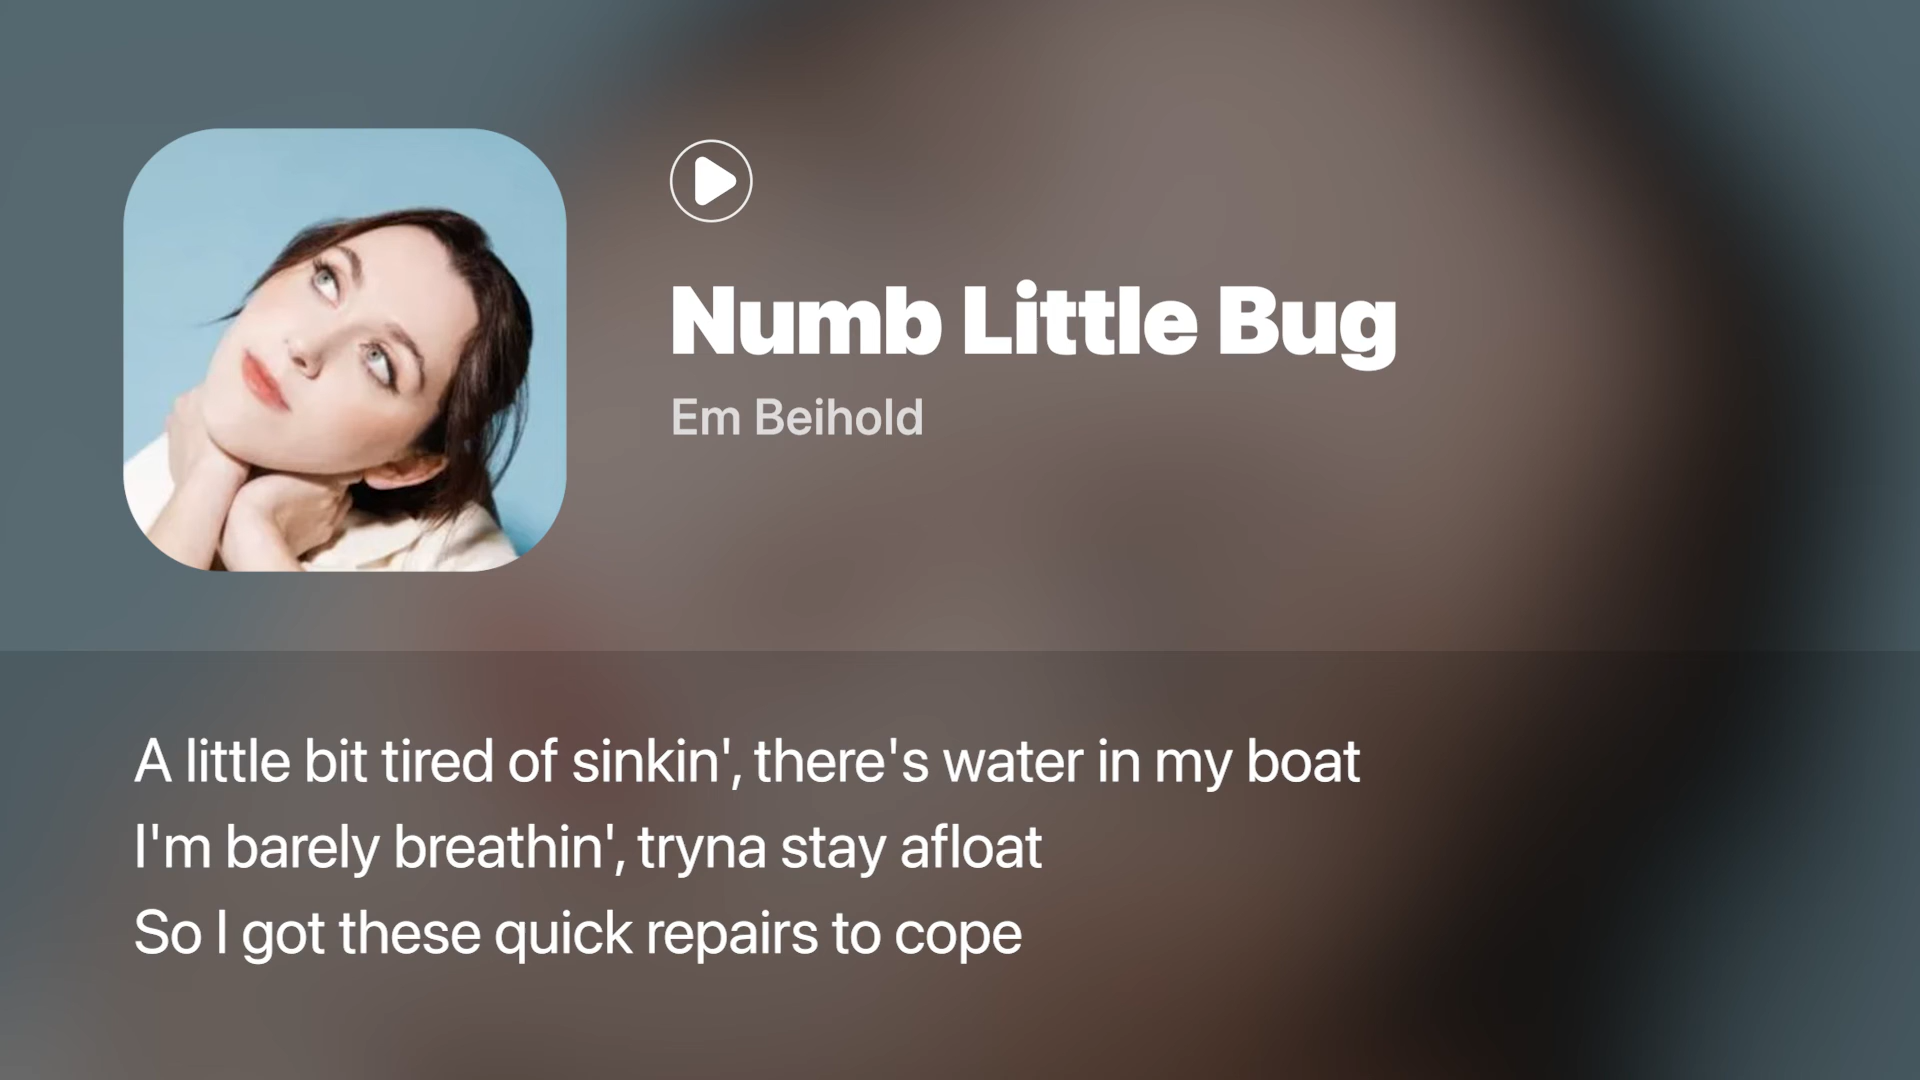 Numb Little Bug
Em Beihold
A little bit tired of sinkin', there's water in my boat
I'm barely breathin', tryna stay afloat
So I got these quick repairs to cope